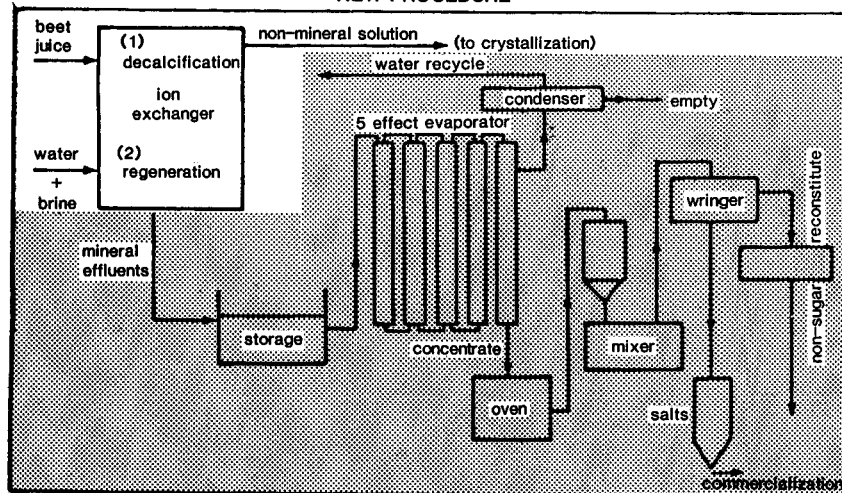 beet
juice
(1)
decalcification
ion
exchanger
(2)
regeneration
water
+
brine
non-mineral solution
(to crystallization)
water recycle
condenser
empty
5 effect evaporator
mineral
effluents
storage
concentrate
oven
mixer
wringer
reconstitute
non-sugar
salts
commercialization